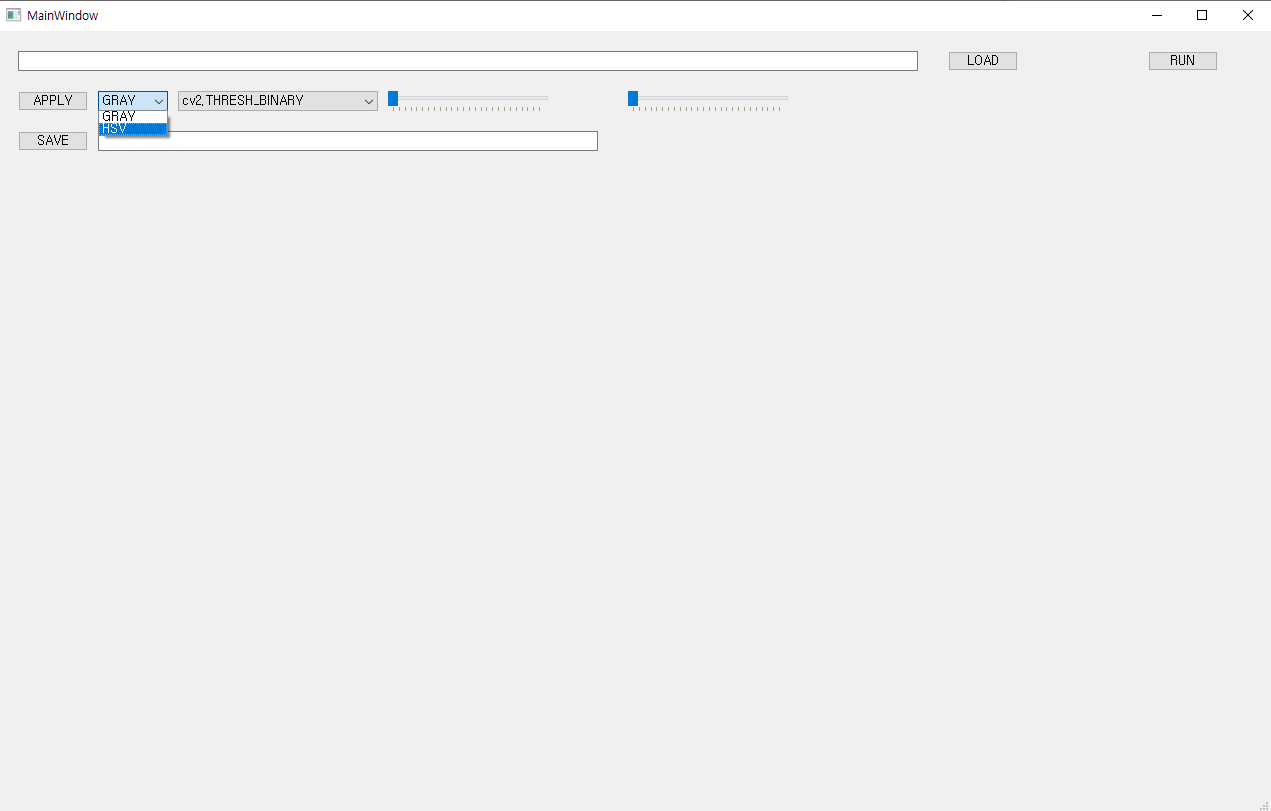 MainWindow
LOAD
RUN
APPLY
GRAY
cv2.THRESH_BINARY
GRAY
HSV
SAVE